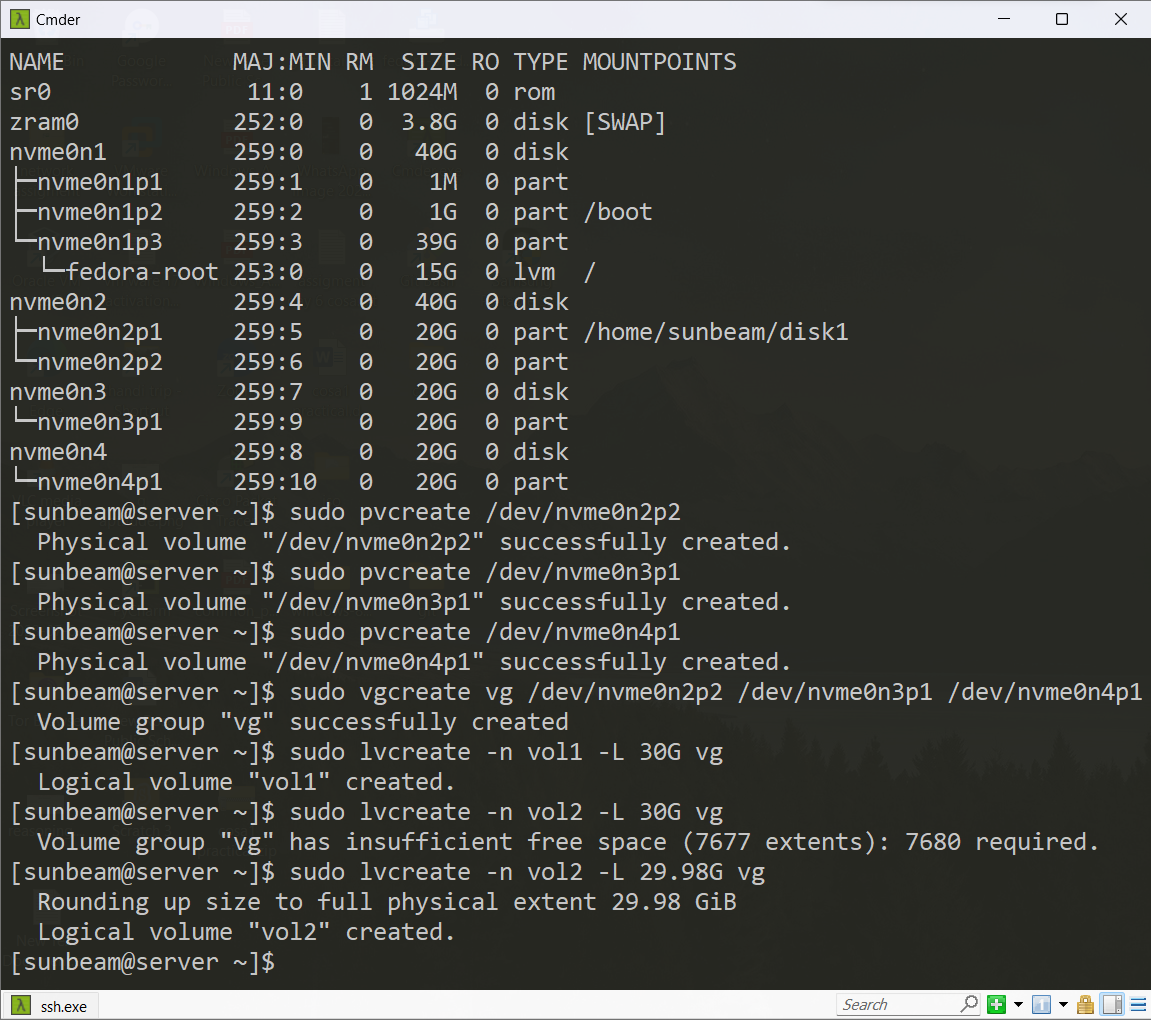 Cmder
NAME MAJ:MIN RM SIZE RO TYPE MOUNTPOINTS
sr0 11:0 1 1024M 0 rom
zram0 252:0 0 3.8G 0 disk [SWAP]
nvme0n1 259:0 0 40G 0 disk
├─nvme0n1p1 259:1 0 1M 0 part
├─nvme0n1p2 259:2 0 1G 0 part /boot
└─nvme0n1p3 259:3 0 39G 0 part
└─fedora-root 253:0 0 15G 0 lvm /
nvme0n2 259:4 0 40G 0 disk
├─nvme0n2p1 259:5 0 20G 0 part /home/sunbeam/disk1
└─nvme0n2p2 259:6 0 20G 0 part
nvme0n3 259:7 0 20G 0 disk
└─nvme0n3p1 259:9 0 20G 0 part
nvme0n4 259:8 0 20G 0 disk
└─nvme0n4p1 259:10 0 20G 0 part
[sunbeam@server ~]$ sudo pvcreate /dev/nvme0n2p2
Physical volume "/dev/nvme0n2p2" successfully created.
[sunbeam@server ~]$ sudo pvcreate /dev/nvme0n3p1
Physical volume "/dev/nvme0n3p1" successfully created.
[sunbeam@server ~]$ sudo pvcreate /dev/nvme0n4p1
Physical volume "/dev/nvme0n4p1" successfully created.
[sunbeam@server ~]$ sudo vgcreate vg /dev/nvme0n2p2 /dev/nvme0n3p1 /dev/nvme0n4p1
Volume group "vg" successfully created
[sunbeam@server ~]$ sudo lvcreate -n vol1 -L 30G vg
Logical volume "vol1" created.
[sunbeam@server ~]$ sudo lvcreate -n vol2 -L 30G vg
Volume group "vg" has insufficient free space (7677 extents): 7680 required.
[sunbeam@server ~]$ sudo lvcreate -n vol2 -L 29.98G vg
Rounding up size to full physical extent 29.98 GiB
Logical volume "vol2" created.
[sunbeam@server ~]$
ssh.exe Search